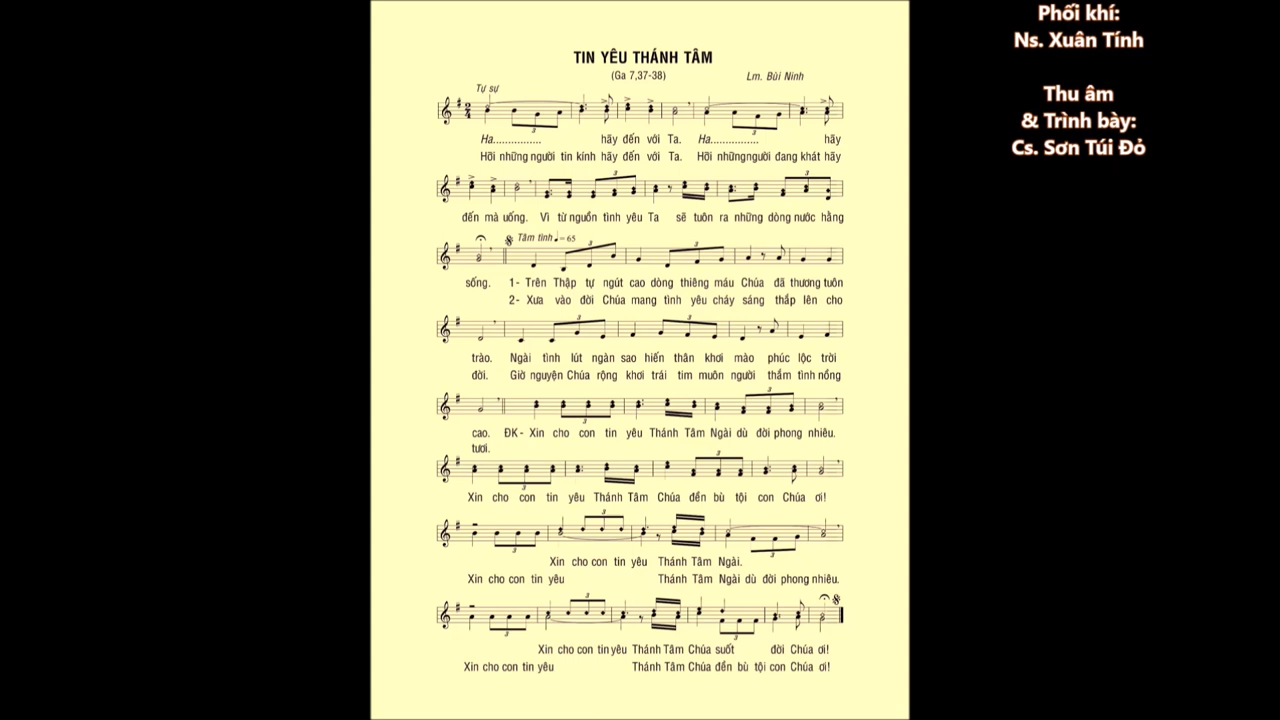 TIN YÊU THÁNH TÂM
(Ga 7,37-38)
Lm. Bùi Ninh
Tự sự
Ha............... hãy đến với Ta. Ha............... hãy
Hỡi những người tin kính hãy đến với Ta. Hỡi nhữngngười đang khát hãy
đến mà uống. Vì từ nguồn tình yêu Ta sẽ tuôn ra những dòng nước hằng
Tâm tình ♩= 65
sống. 1- Trên Thập tự ngút cao dòng thiêng máu Chúa đã thương tuôn
2- Xưa vào đời Chúa mang tình yêu cháy sáng thắp lên cho
trào. Ngài tình lút ngàn sao hiến thân khơi mào phúc lộc trời
đời. Giờ nguyện Chúa rộng khơi trái tim muôn người thắm tình nồng
cao. ĐK- Xin cho con tin yêu Thánh Tâm Ngài dù đời phong nhiêu.
tươi.
Xin cho con tin yêu Thánh Tâm Chúa đền bù tội con Chúa ơi!
Xin cho con tin yêu Thánh Tâm Ngài.
Xin cho con tin yêu Thánh Tâm Ngài dù đời phong nhiêu.
Xin cho con tin yêu Thánh Tâm Chúa suốt đời Chúa ơi!
Xin cho con tin yêu Thánh Tâm Chúa đền bù tội con Chúa ơi!
Phối khí:
Ns. Xuân Tính
Thu âm
& Trình bày:
Cs. Sơn Túi Đỏ